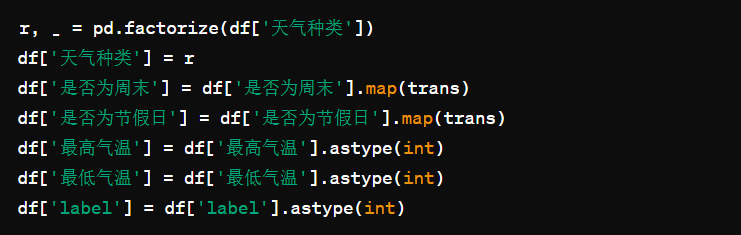 r, _ = pd.factorize(df['天气种类'])
df['天气种类'] = r
df['是否为周末'] = df['是否为周末'].map(trans)
df['是否为节假日'] = df['是否为节假日'].map(trans)
df['最高气温'] = df['最高气温'].astype(int)
df['最低气温'] = df['最低气温'].astype(int)
df['label'] = df['label'].astype(int)